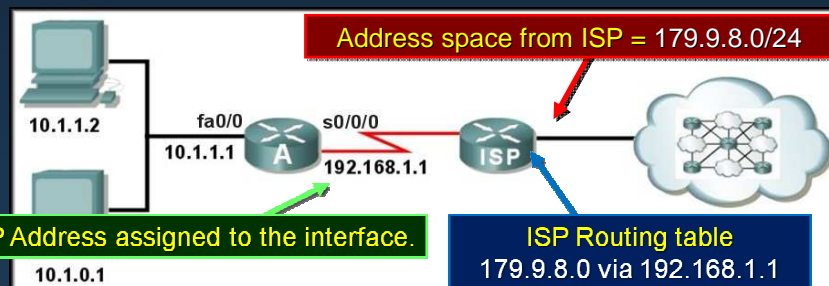 Address space from ISP = 179.9.8.0/24
10.1.1.2
fa0/0
s0/0/0
10.1.1.1
A
192.168.1.1
ISP
P Address assigned to the interface.
ISP Routing table
179.9.8.0 via 192.168.1.1
10.1.0.1